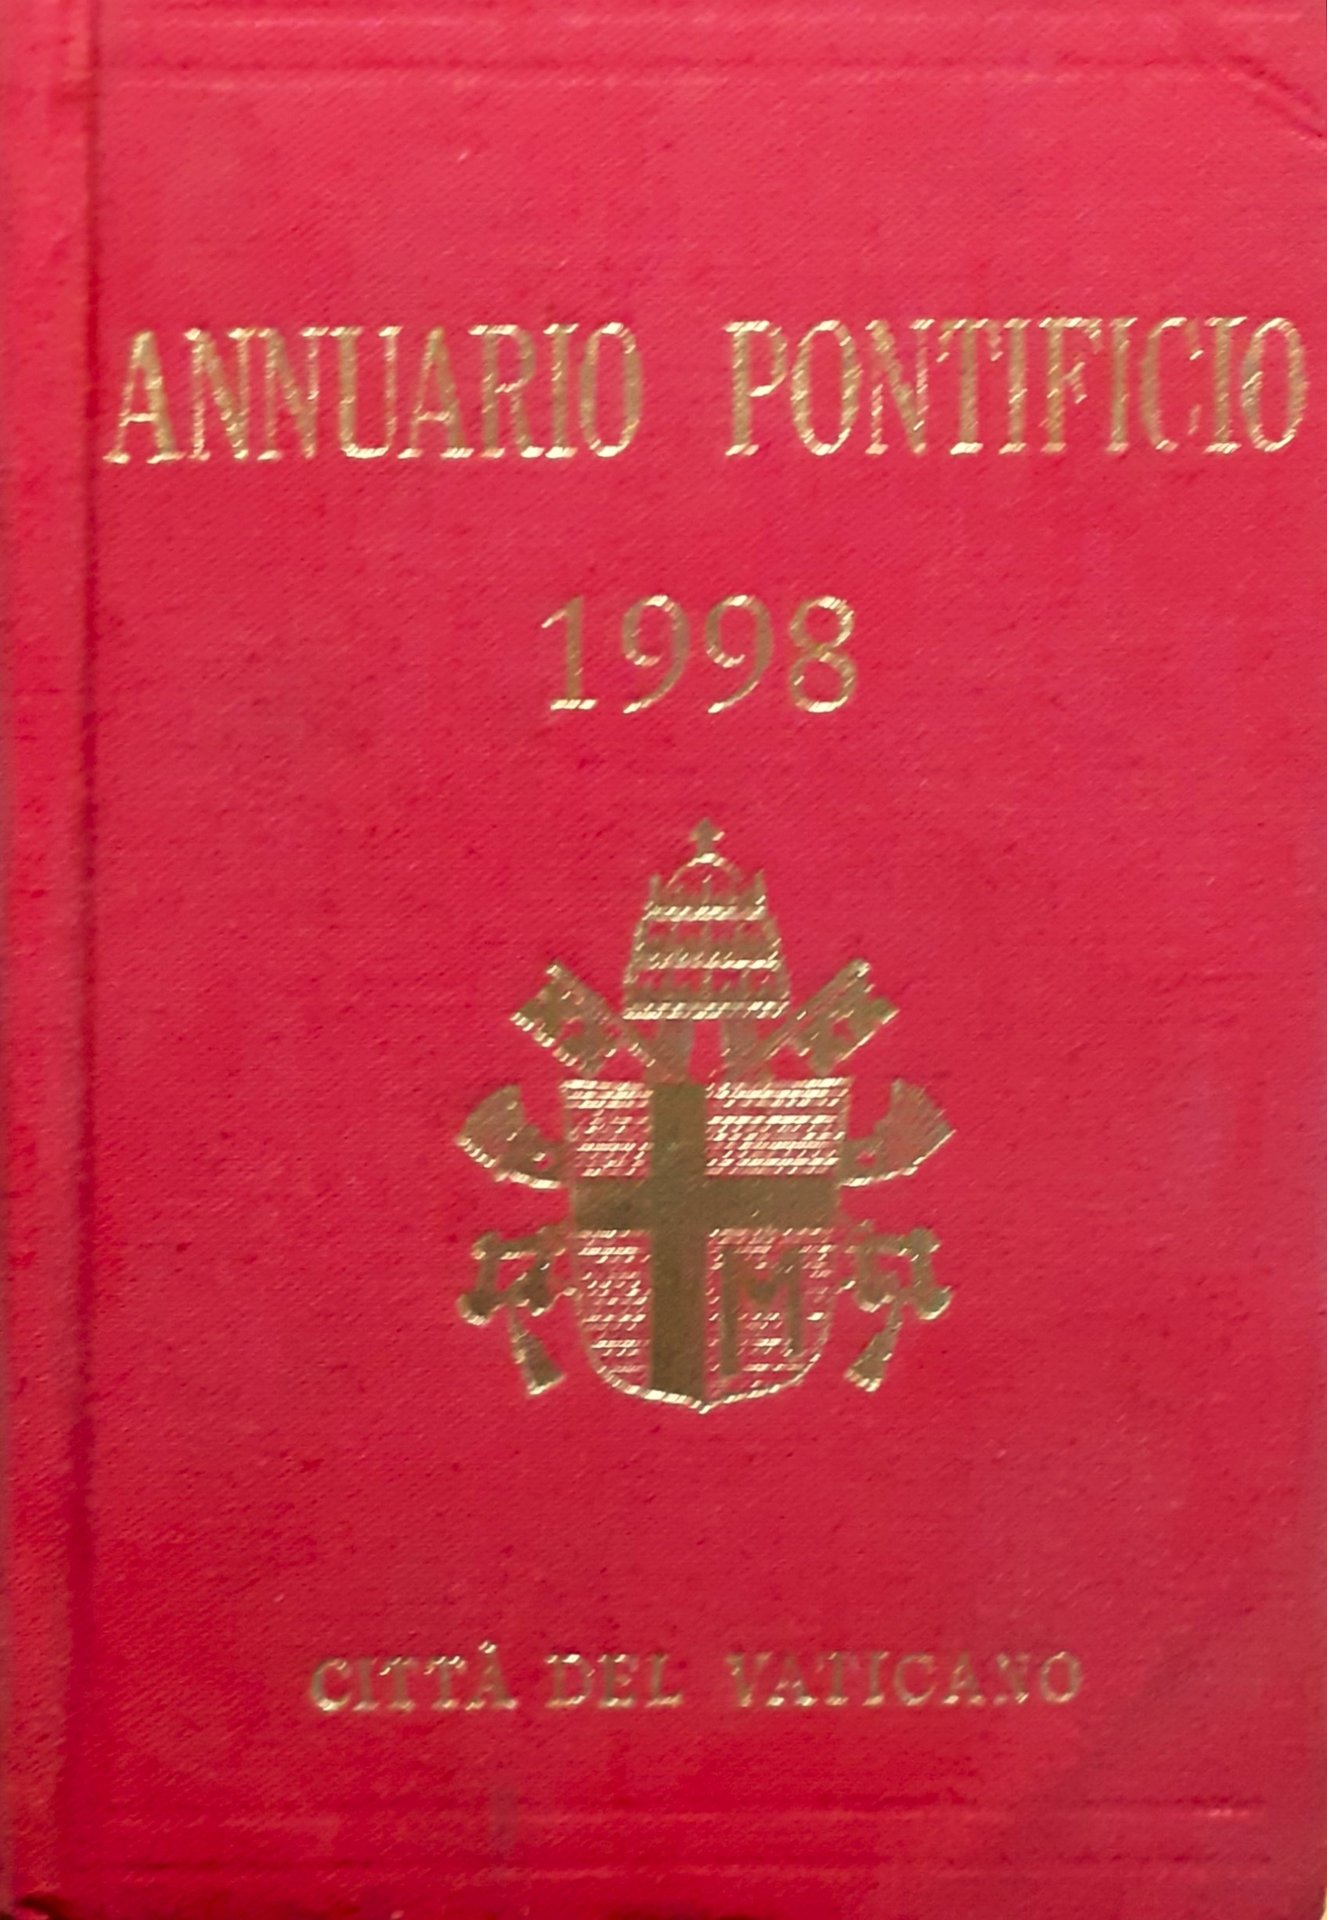 ANNUARIO PONTIFICIO
1998
M
CITTÀ DEL VATICANO